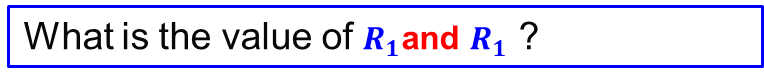 What is the value of R₁ and R₁ ?